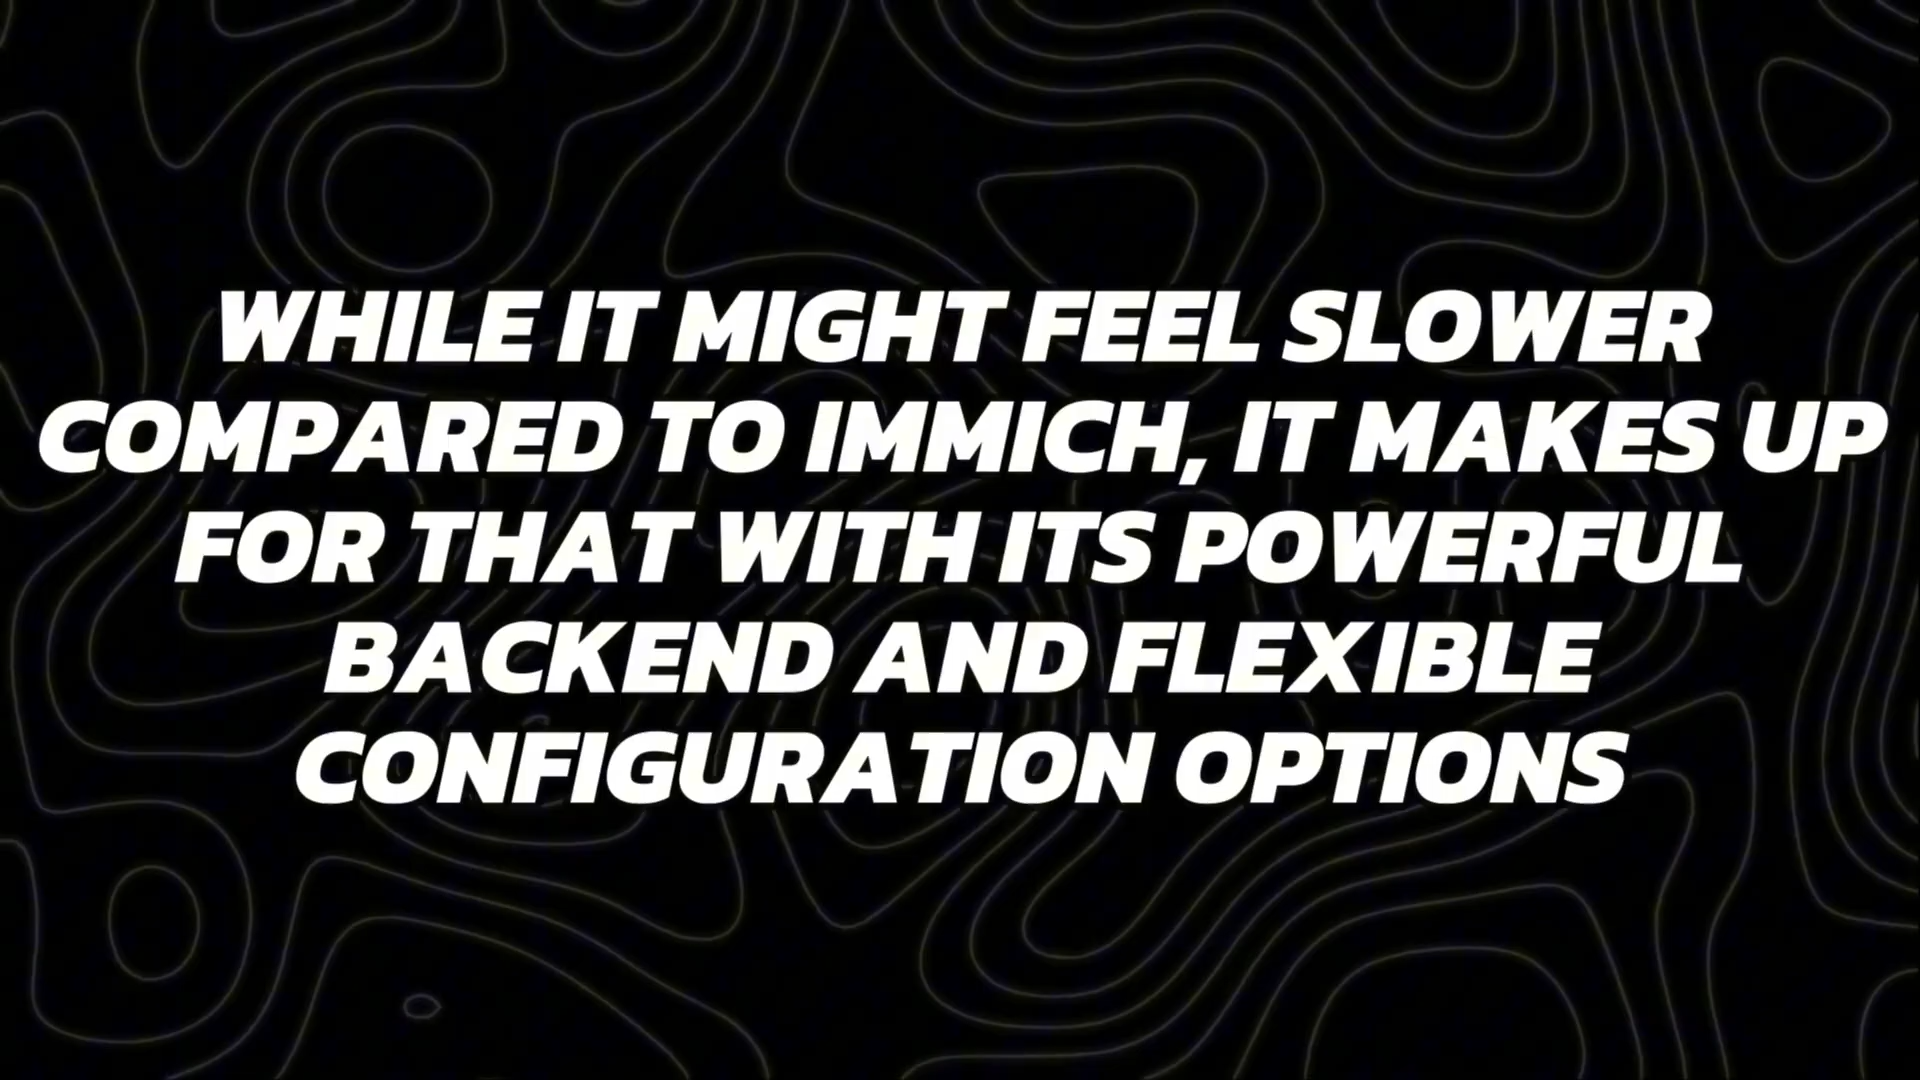 WHILE IT MIGHT FEEL SLOWER
COMPARED TO IMMICH, IT MAKES UP
FOR THAT WITH ITS POWERFUL
BACKEND AND FLEXIBLE
CONFIGURATION OPTIONS